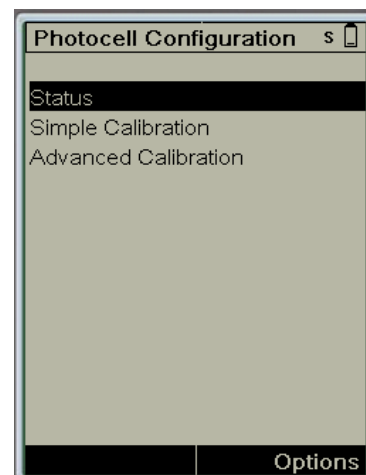 Photocell Configuration S
Status
Simple Calibration
Advanced Calibration
Options